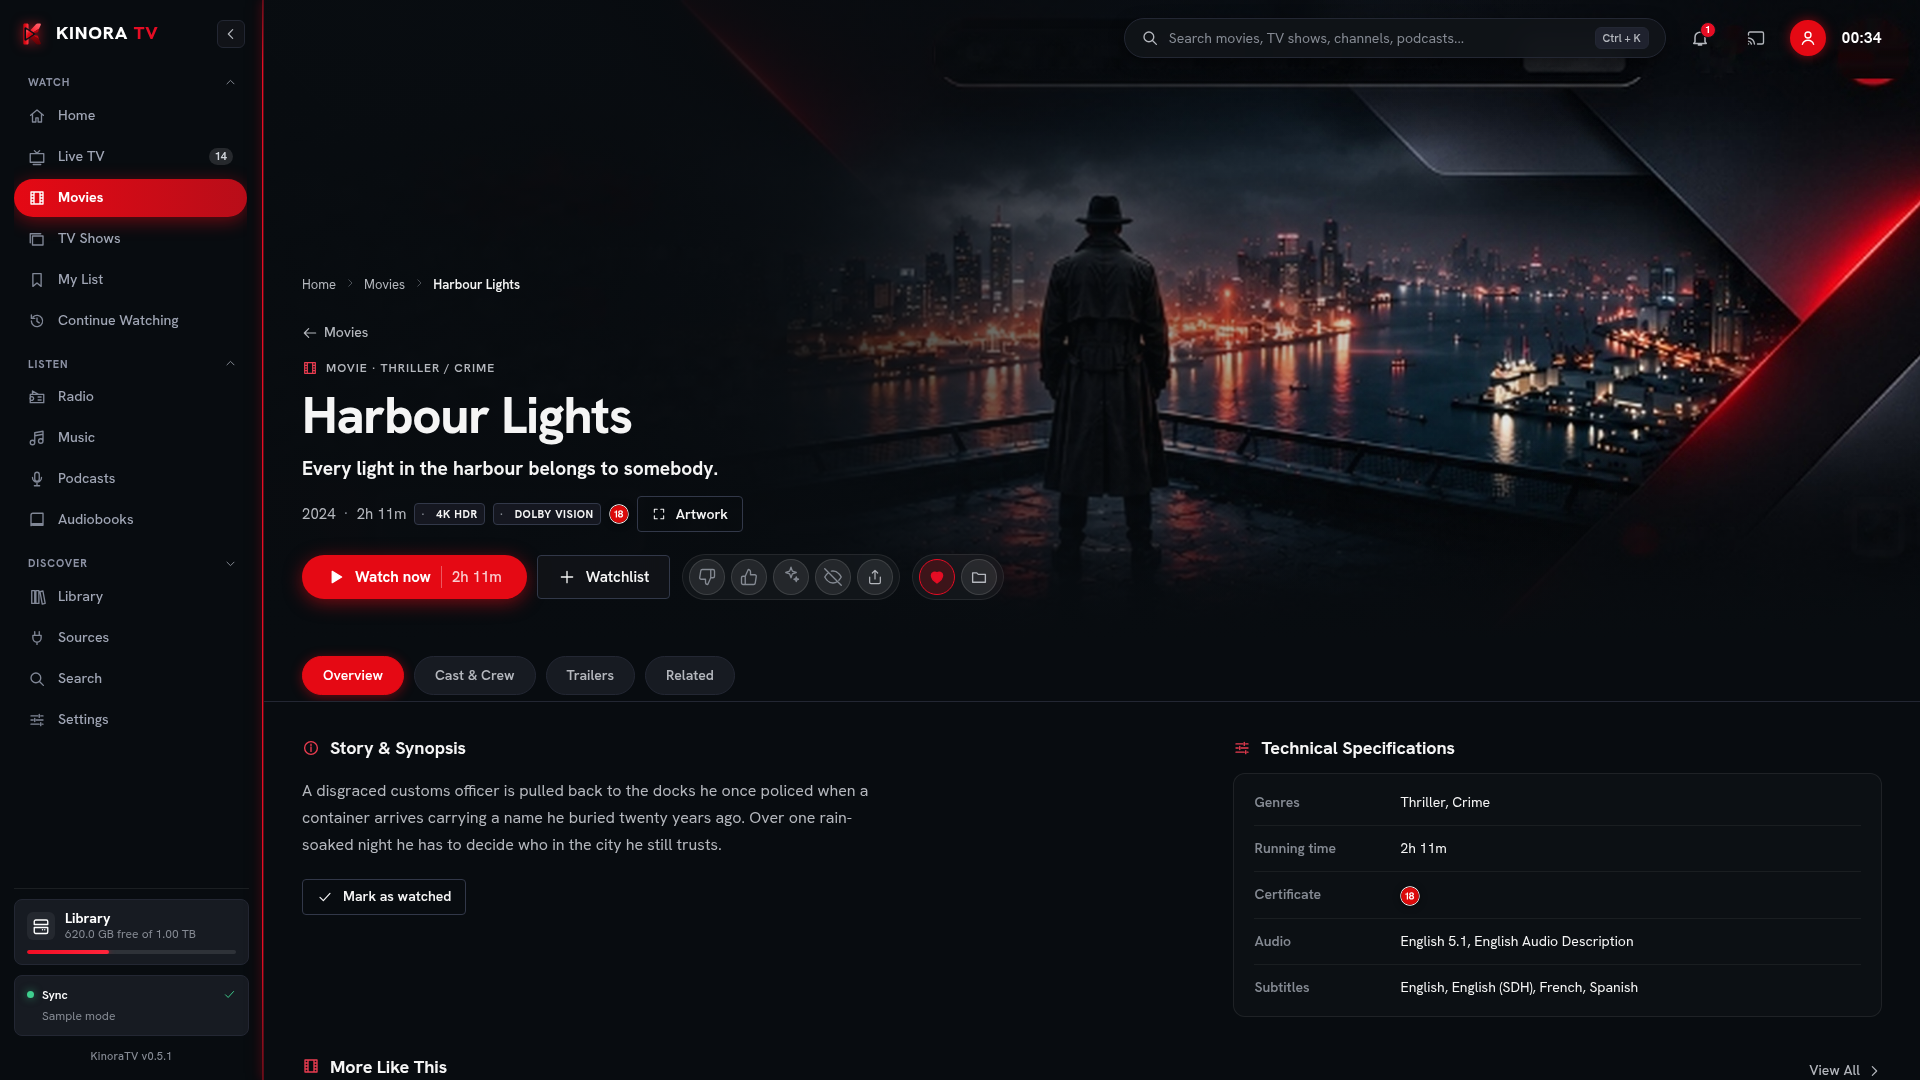 KINORA TV
WATCH
Home
Live TV
14
Movies
TV Shows
My List
Continue Watching
LISTEN
Radio
Music
Podcasts
Audiobooks
DISCOVER
Library
Sources
Search
Settings
Library
620.0 GB free of 1.00 TB
Sync
Sample mode
KinoraTV v0.5.1
Search movies, TV shows, channels, podcasts...
Ctrl + K
1
00:34
Home
Movies
Harbour Lights
Movies
MOVIE · THRILLER / CRIME
Harbour Lights
Every light in the harbour belongs to somebody.
2024 · 2h 11m · 4K HDR · DOLBY VISION 18 Artwork
Watch now 2h 11m
Watchlist
Overview
Cast & Crew
Trailers
Related
Story & Synopsis
A disgraced customs officer is pulled back to the docks he once policed when a
container arrives carrying a name he buried twenty years ago. Over one rain-
soaked night he has to decide who in the city he still trusts.
Mark as watched
Technical Specifications
Genres Thriller, Crime
Running time 2h 11m
Certificate 18
Audio English 5.1, English Audio Description
Subtitles English, English (SDH), French, Spanish
More Like This
View All